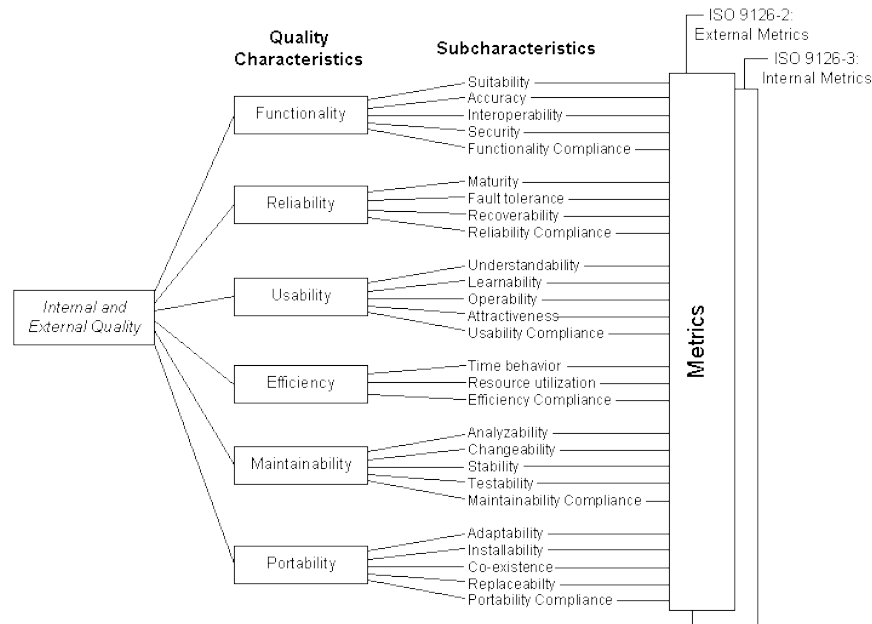 ISO 9126-2:
External Metrics
ISO 9126-3:
Internal Metrics
Quality
Characteristics
Subcharacteristics
Internal and
External Quality
Functionality
Suitability
Accuracy
Interoperability
Security
Functionality Compliance
Reliability
Maturity
Fault tolerance
Recoverability
Reliability Compliance
Usability
Understandability
Learnability
Operability
Attractiveness
Usability Compliance
Efficiency
Time behavior
Resource utilization
Efficiency Compliance
Maintainability
Analyzability
Changeability
Stability
Testability
Maintainability Compliance
Portability
Adaptability
Installability
Co-existence
Replaceabilty
Portability Compliance
Metrics